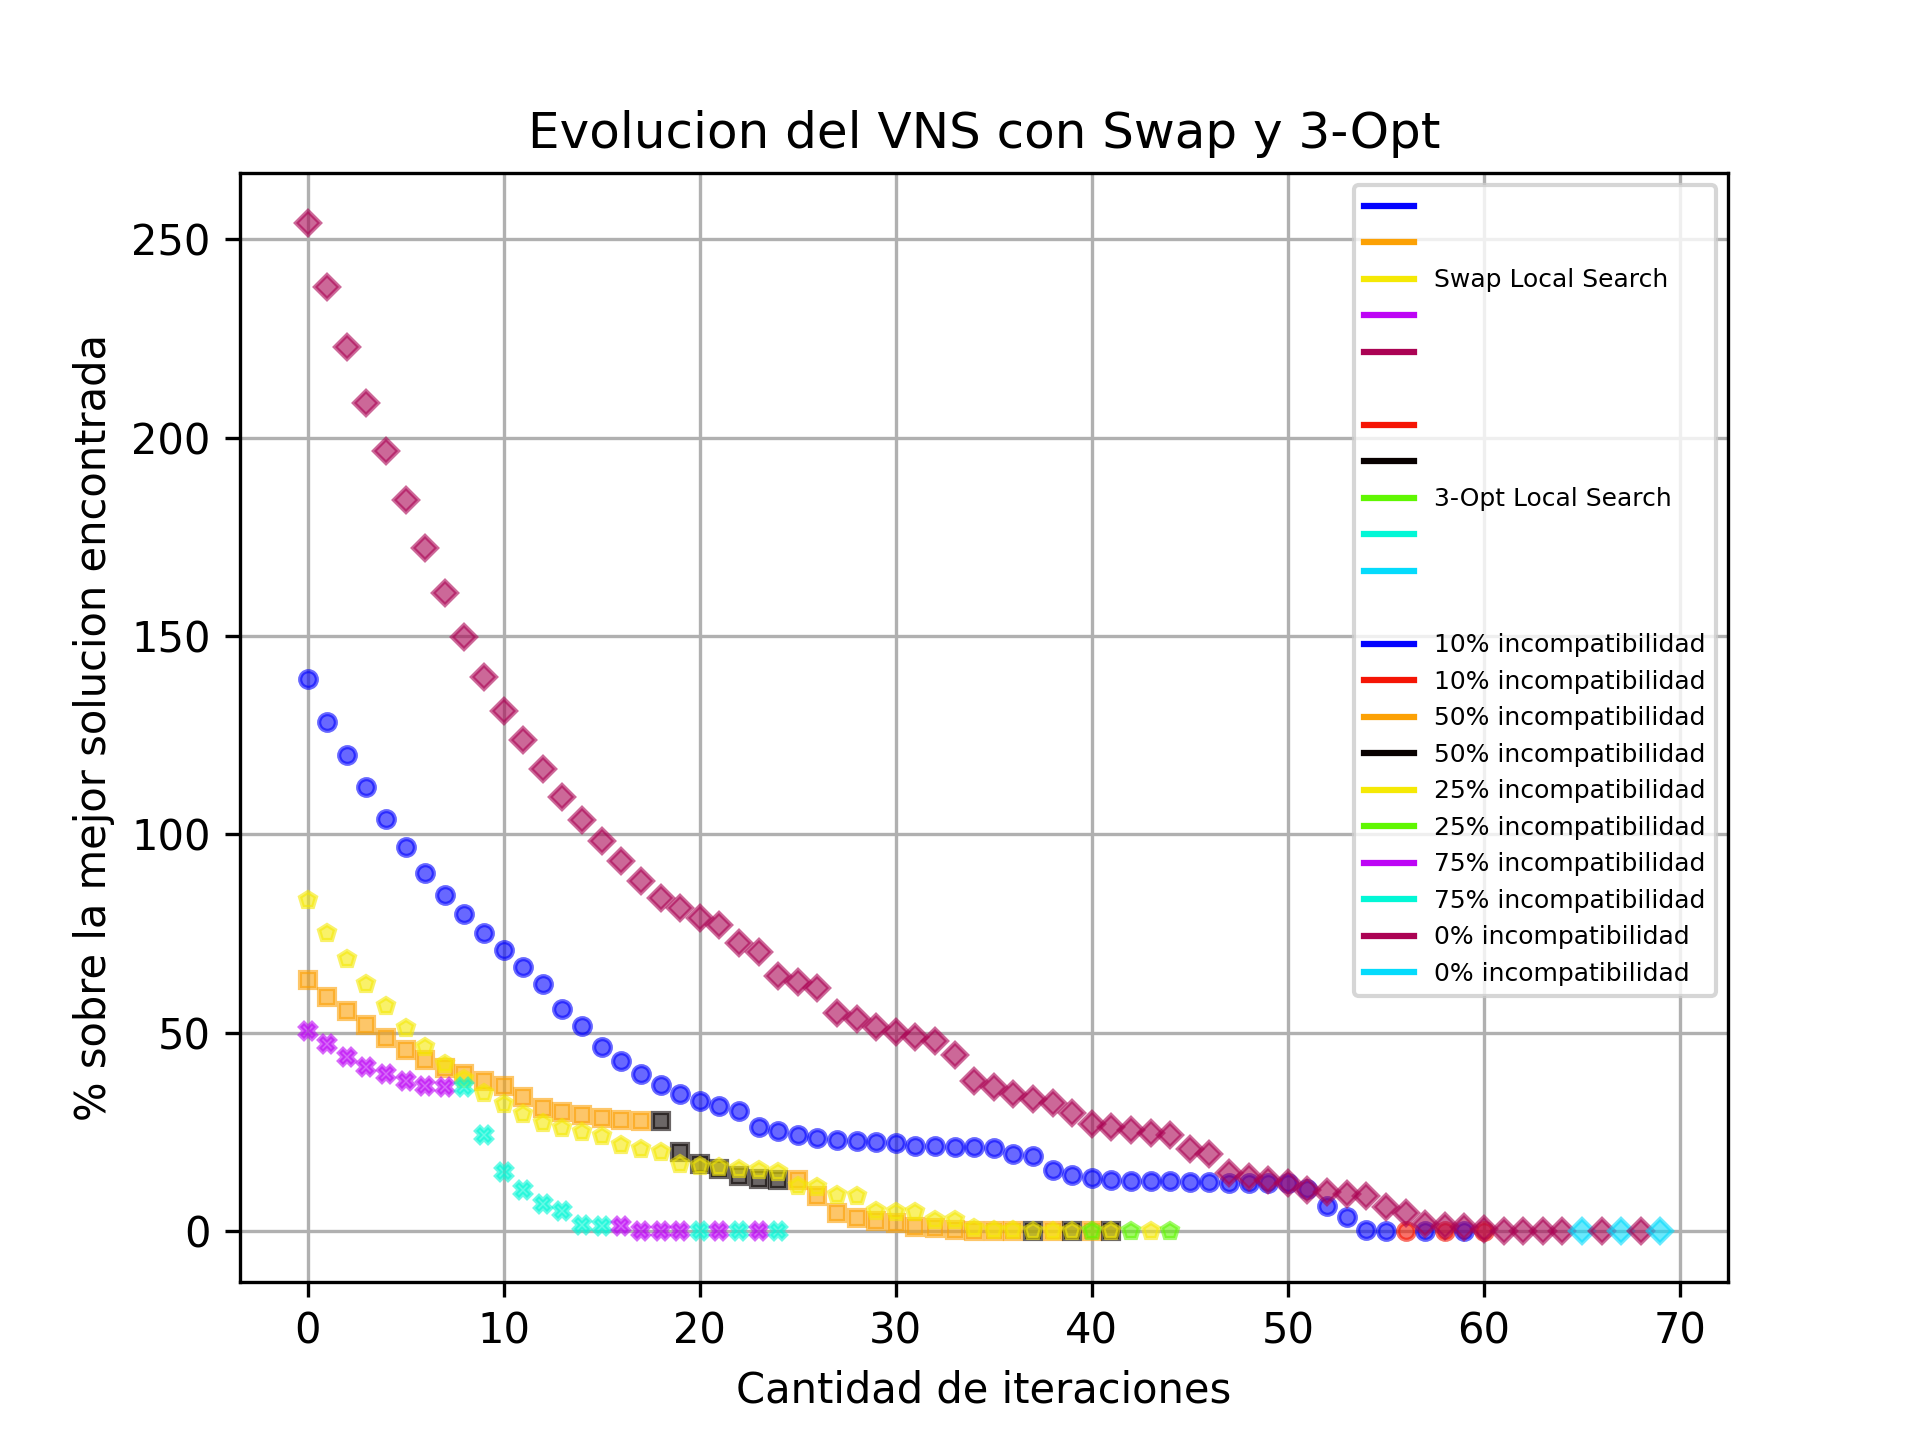 Evolucion del VNS con Swap y 3-Opt
% sobre la mejor solucion encontrada
250
200
150
100
50
0
Swap Local Search
3-Opt Local Search
10% incompatibilidad
10% incompatibilidad
50% incompatibilidad
50% incompatibilidad
25% incompatibilidad
25% incompatibilidad
75% incompatibilidad
75% incompatibilidad
0% incompatibilidad
0% incompatibilidad
0 10 20 30 40 50 60 70
Cantidad de iteraciones